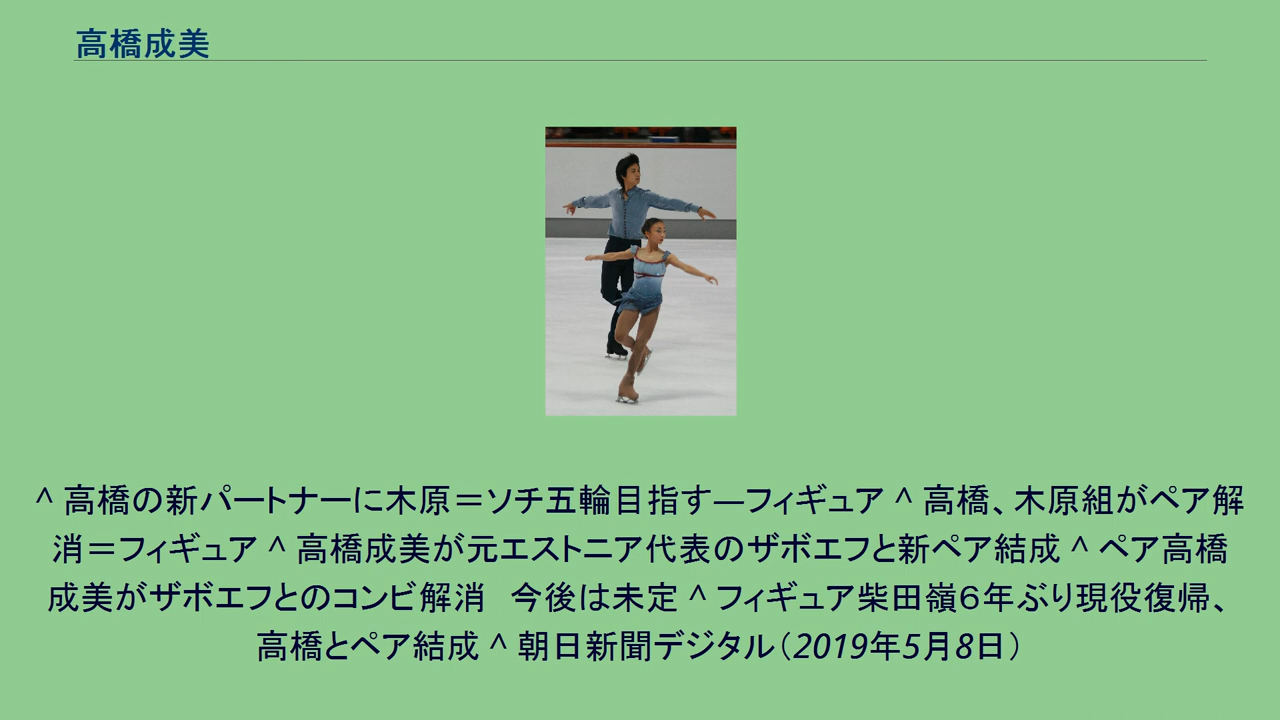 高橋成美
^ 高橋の新パートナーに木原＝ソチ五輪目指す―フィギュア ^ 高橋、木原組がペア解
消＝フィギュア ^ 高橋成美が元エストニア代表のザボエフと新ペア結成 ^ ペア高橋
成美がザボエフとのコンビ解消　今後は未定 ^ フィギュア柴田嶺６年ぶり現役復帰、
高橋とペア結成 ^ 朝日新聞デジタル（2019年5月8日）